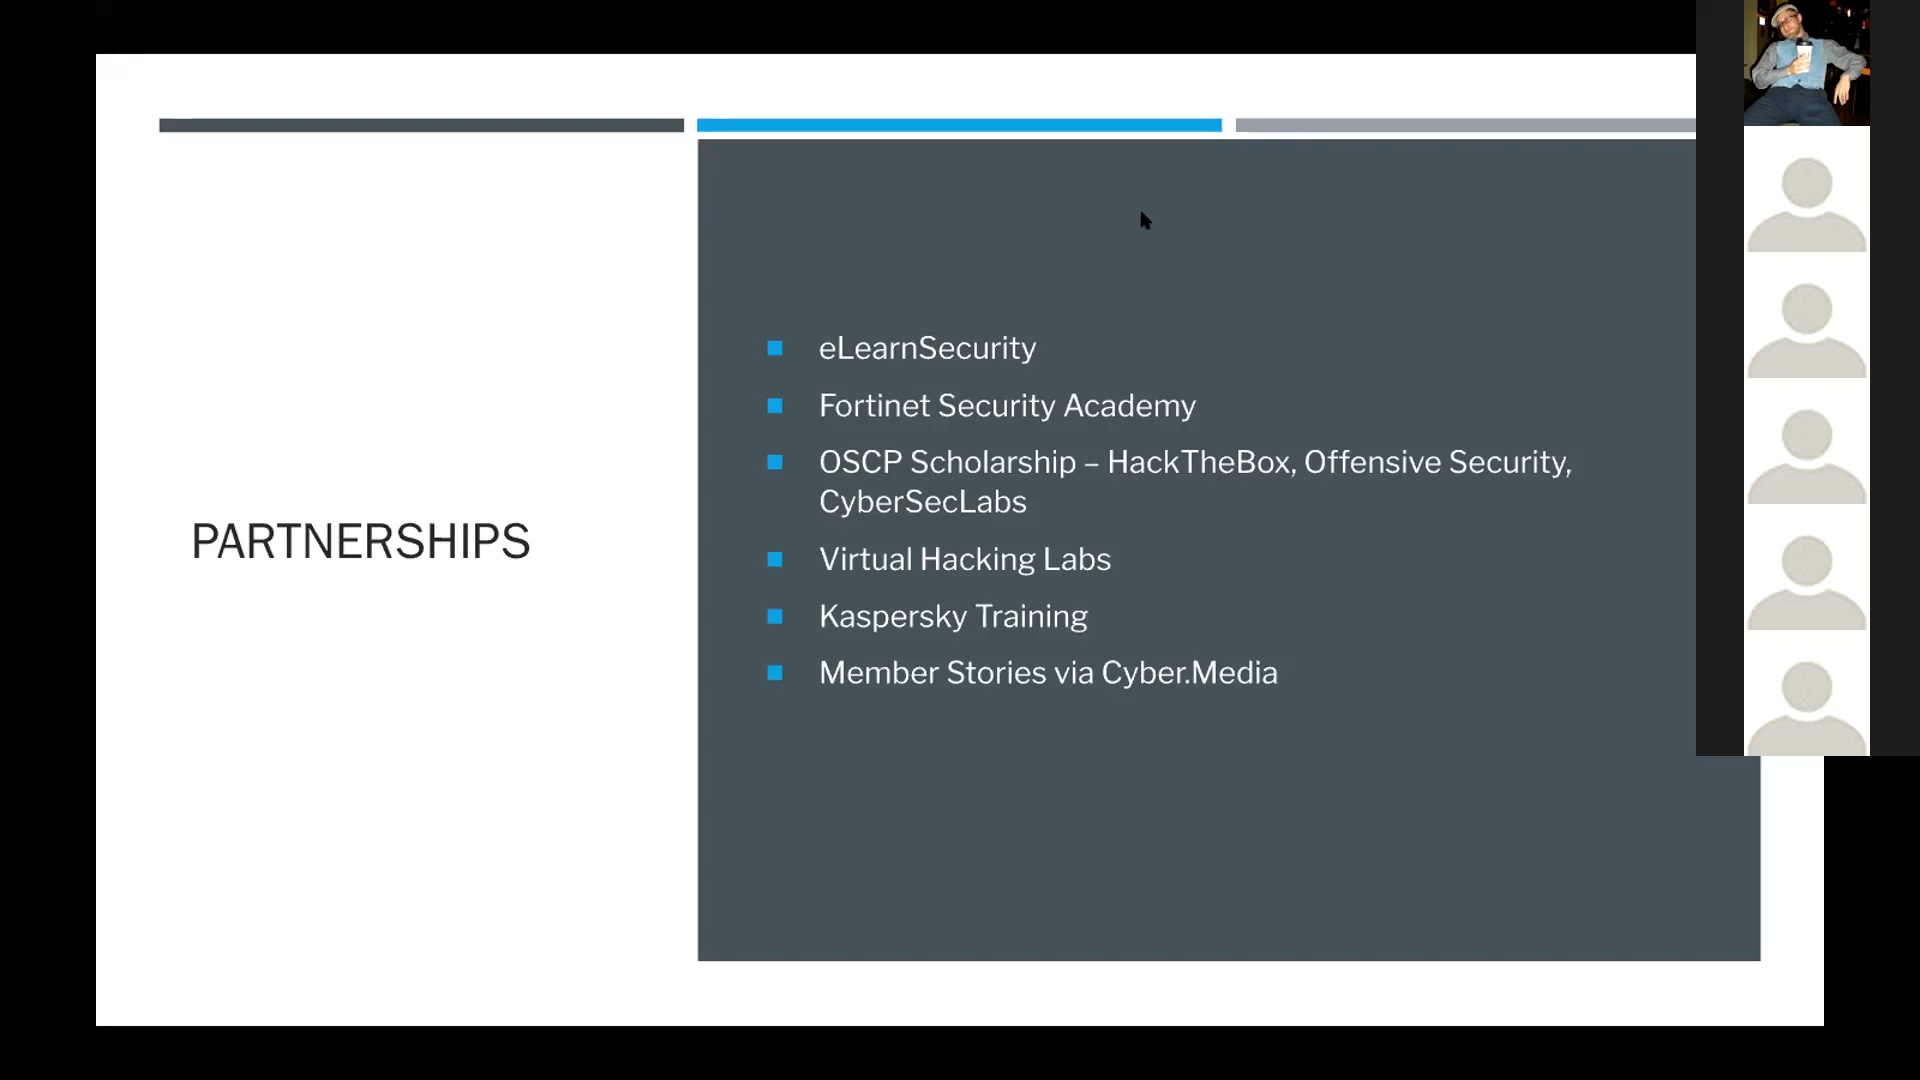 PARTNERSHIPS
eLearnSecurity
Fortinet Security Academy
OSCP Scholarship – HackTheBox, Offensive Security,
CyberSecLabs
Virtual Hacking Labs
Kaspersky Training
Member Stories via Cyber.Media